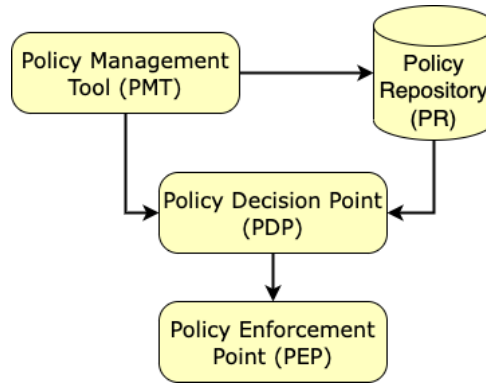 Policy Management
Tool (PMT)
Policy
Repository
(PR)
Policy Decision Point
(PDP)
Policy Enforcement
Point (PEP)